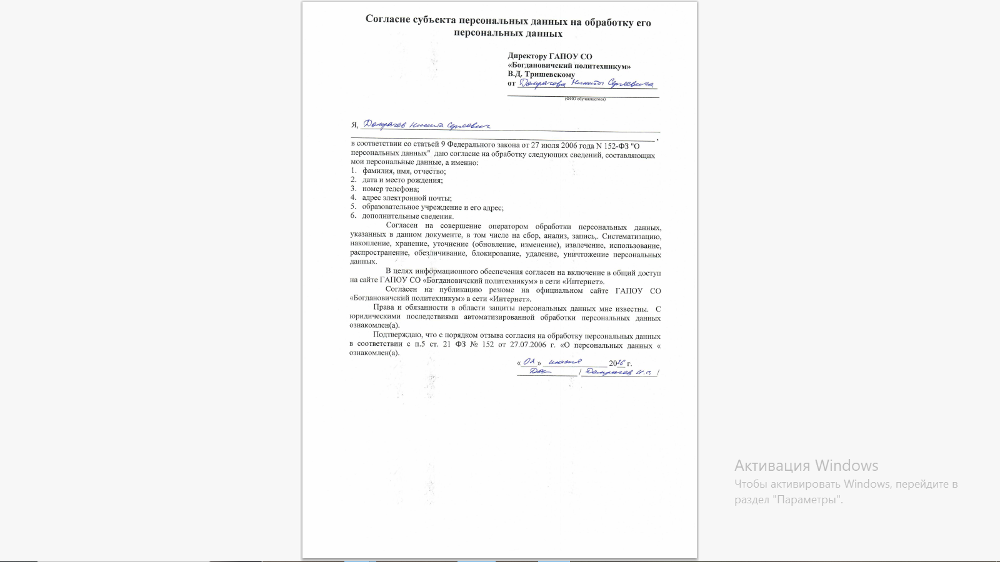 Согласие субъекта персональных данных на обработку его
персональных данных
Директору ГАПОУ СО
«Богдановичский политехникум»
В.Д. Тришевскому
от Домрачева Никиты Сергеевича
(ФИО обучающегося)
Я, Домрачев Никита Сергеевич
,
в соответствии со статьей 9 Федерального закона от 27 июля 2006 года N 152-ФЗ "О
персональных данных" даю согласие на обработку следующих сведений, составляющих
мои персональные данные, а именно:
1. фамилия, имя, отчество;
2. дата и место рождения;
3. номер телефона;
4. адрес электронной почты;
5. образовательное учреждение и его адрес;
6. дополнительные сведения.
Согласен на совершение оператором обработки персональных данных,
указанных в данном документе, в том числе на сбор, анализ, запись,. Систематизацию,
накопление, хранение, уточнение (обновление, изменение), извлечение, использование,
распространение, обезличивание, блокирование, удаление, уничтожение персональных
данных.
В целях информационного обеспечения согласен на включение в общий доступ
на сайте ГАПОУ СО «Богдановичский политехникум» в сети «Интернет».
Согласен на публикацию резюме на официальном сайте ГАПОУ СО
«Богдановичский политехникум» в сети «Интернет».
Права и обязанности в области защиты персональных данных мне известны. С
юридическими последствиями автоматизированной обработки персональных данных
ознакомлен(а).
Подтверждаю, что с порядком отзыва согласия на обработку персональных данных
в соответствии с п.5 ст. 21 ФЗ № 152 от 27.07.2006 г. «О персональных данных «
ознакомлен(а).
«02» 20 г.
/ Домрачев Н.С. /
Активация Windows
Чтобы активировать Windows, перейдите в
раздел "Параметры".